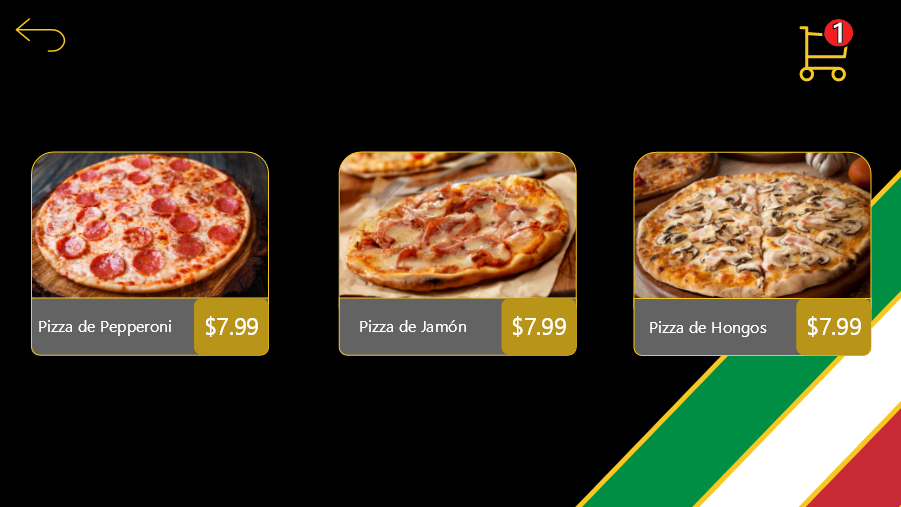 1
Pizza de Pepperoni
$7.99
Pizza de Jamón
$7.99
Pizza de Hongos
$7.99